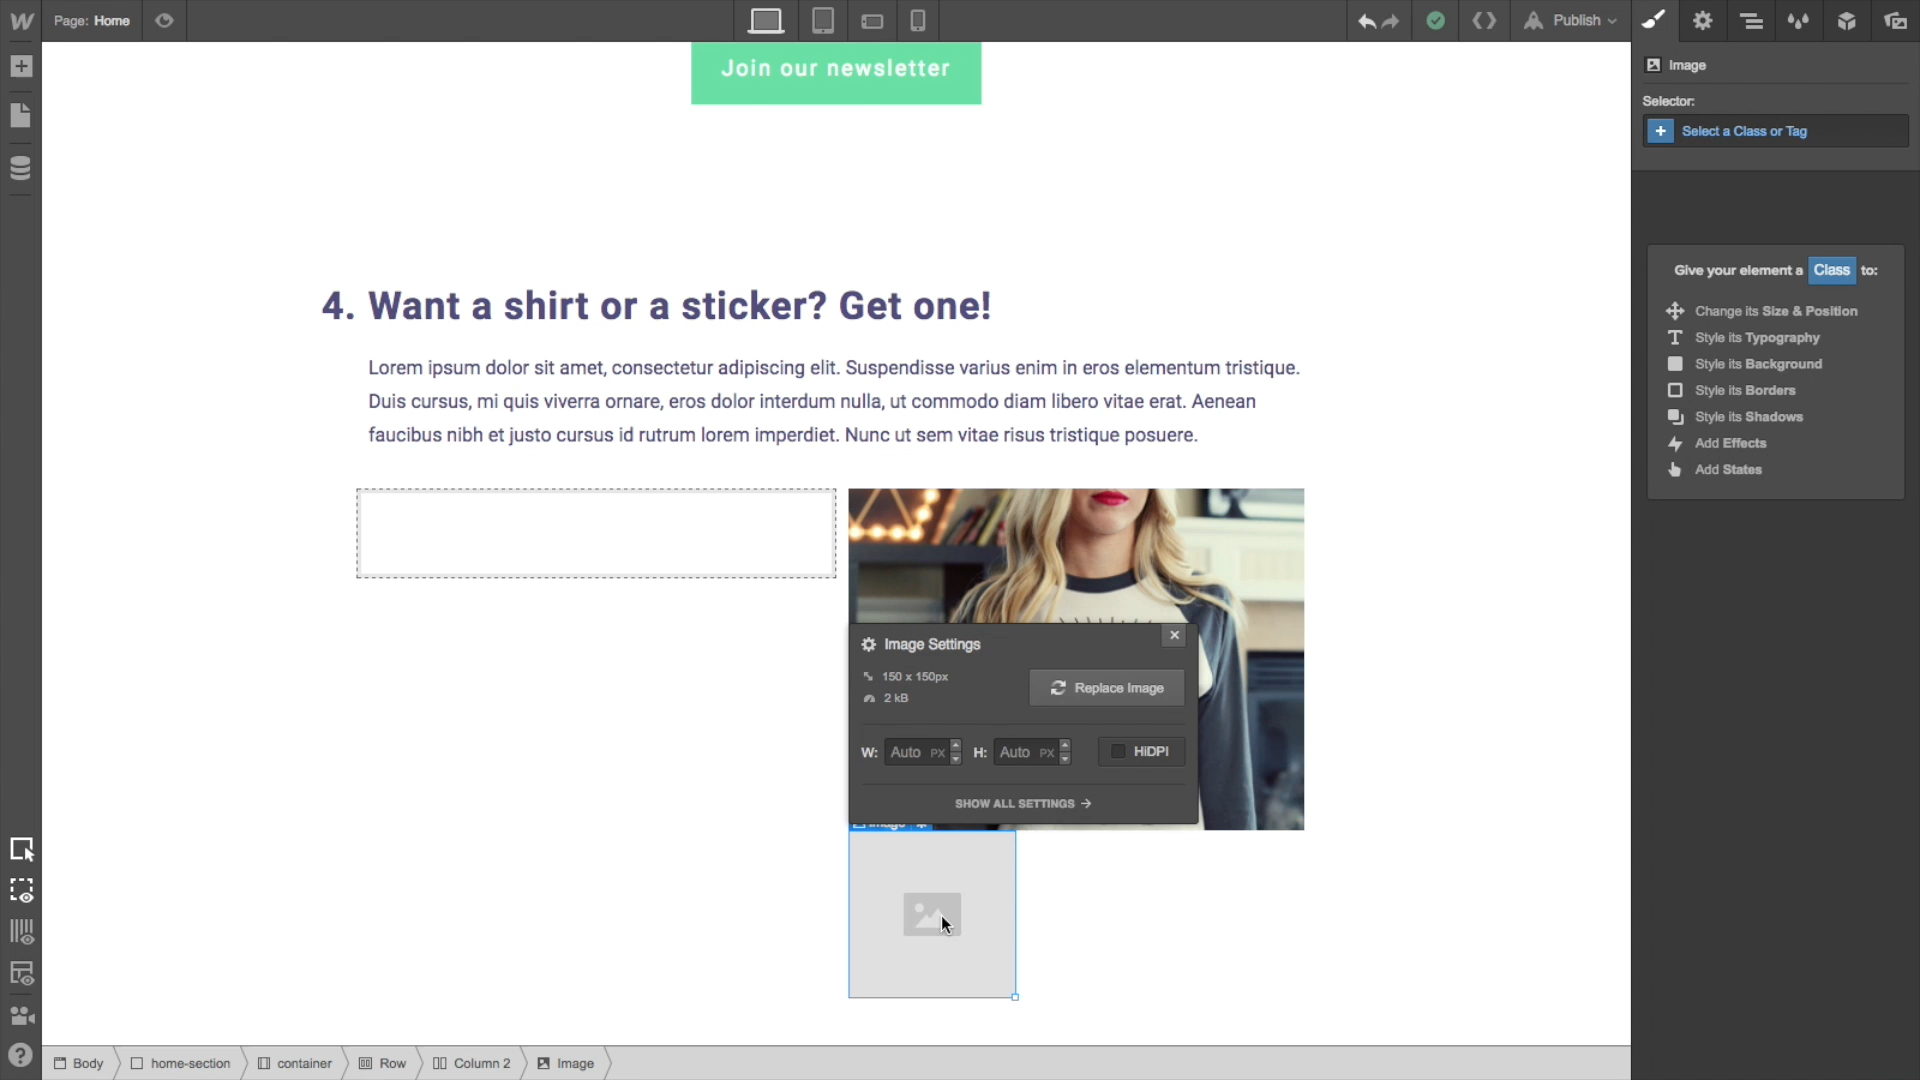 Page: Home
Publish
Join our newsletter
Image
Selector:
+ Select a Class or Tag
Give your element a Class to:
Change its Size & Position
Style its Typography
Style its Background
Style its Borders
Style its Shadows
Add Effects
Add States
4. Want a shirt or a sticker? Get one!
Lorem ipsum dolor sit amet, consectetur adipiscing elit. Suspendisse varius enim in eros elementum tristique.
Duis cursus, mi quis viverra ornare, eros dolor interdum nulla, ut commodo diam libero vitae erat. Aenean
faucibus nibh et justo cursus id rutrum lorem imperdiet. Nunc ut sem vitae risus tristique posuere.
Image Settings
150 x 150px
2 kB
Replace Image
W: Auto PX H: Auto PX HiDPI
SHOW ALL SETTINGS →
Image
Body home-section container Row Column 2 Image